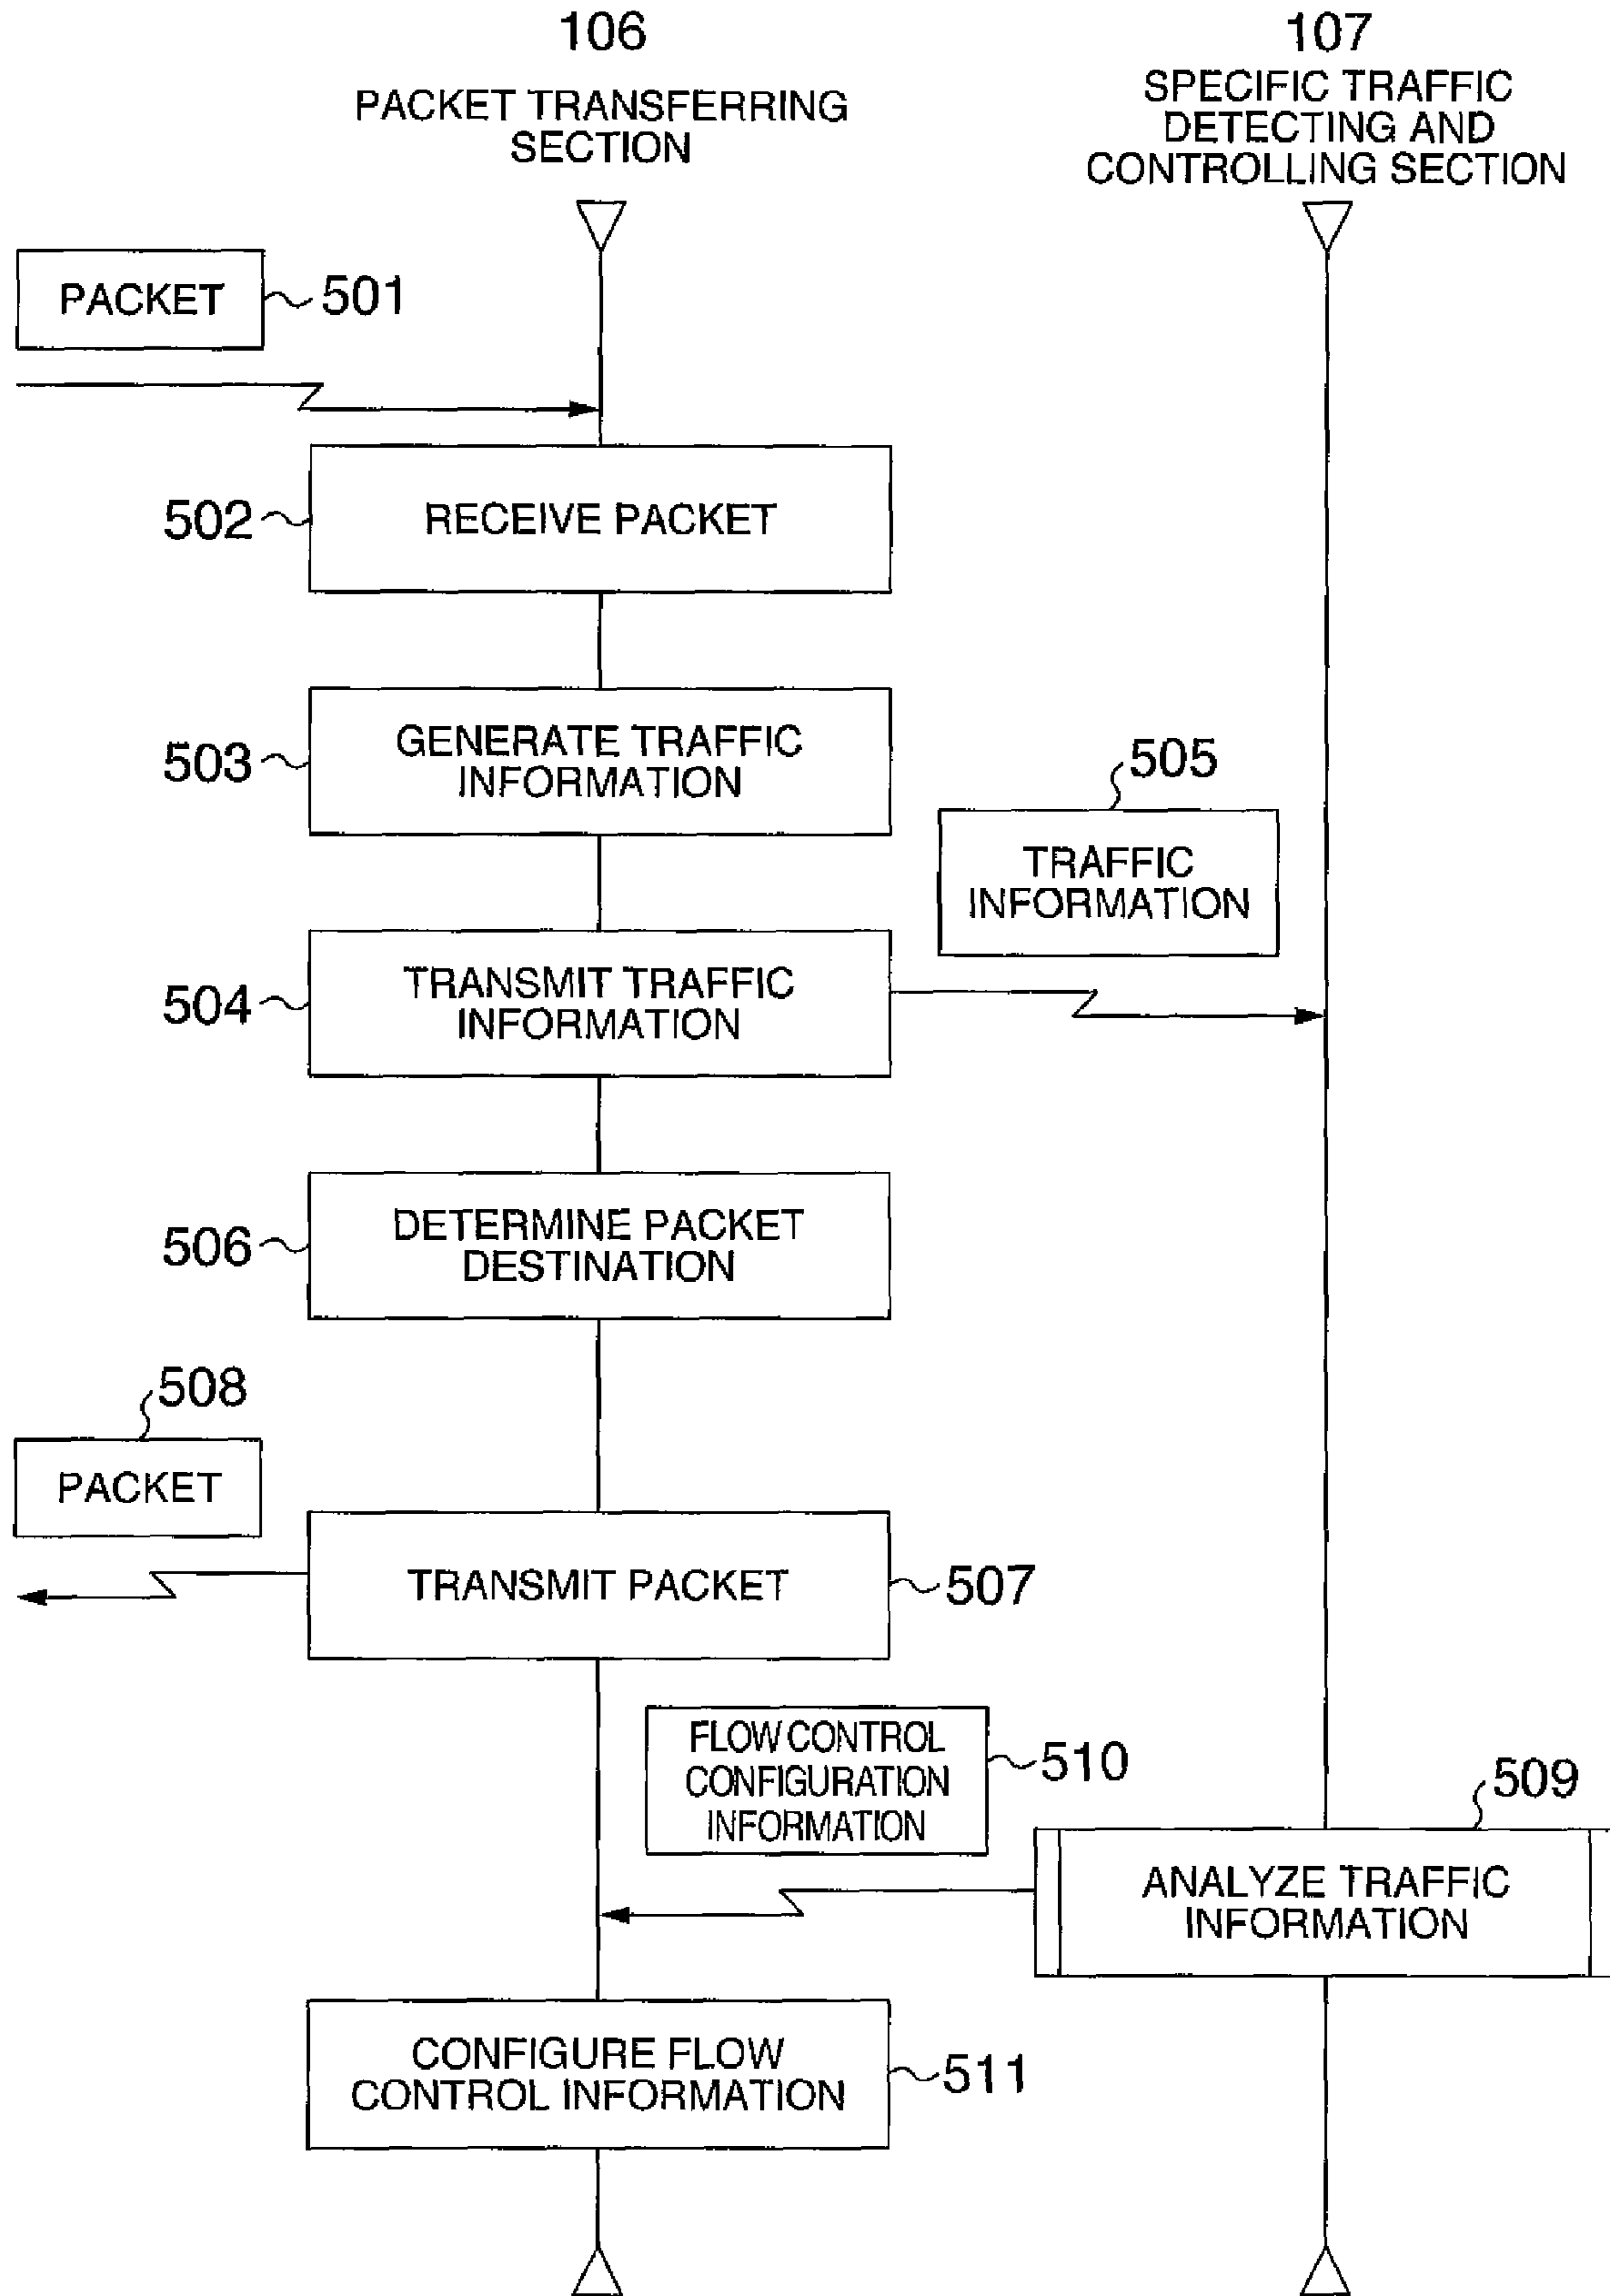 106
PACKET TRANSFERRING
SECTION
107
SPECIFIC TRAFFIC
DETECTING AND
CONTROLLING SECTION
PACKET
501
502
RECEIVE PACKET
503
GENERATE TRAFFIC
INFORMATION
505
TRAFFIC
INFORMATION
504
TRANSMIT TRAFFIC
INFORMATION
506
DETERMINE PACKET
DESTINATION
508
PACKET
TRANSMIT PACKET
507
FLOW CONTROL
CONFIGURATION
INFORMATION
510
509
ANALYZE TRAFFIC
INFORMATION
CONFIGURE FLOW
CONTROL INFORMATION
511